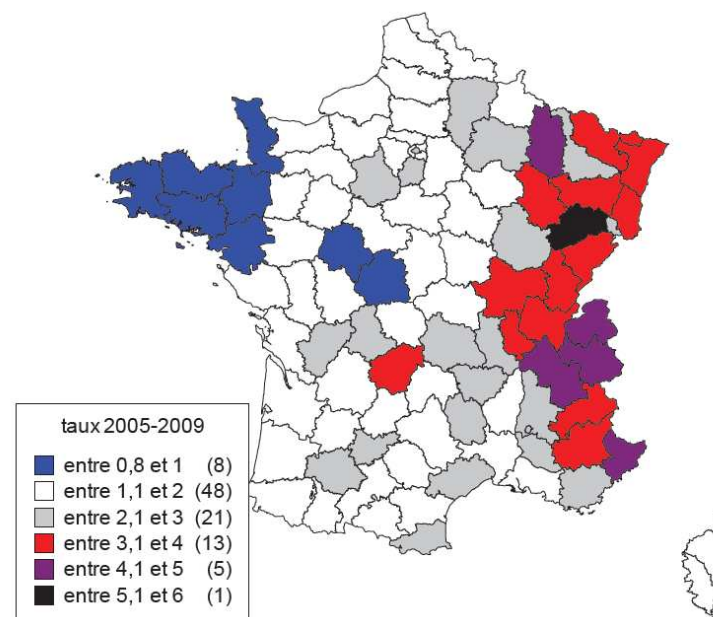 taux 2005-2009
entre 0,8 et 1 (8)
entre 1,1 et 2 (48)
entre 2,1 et 3 (21)
entre 3,1 et 4 (13)
entre 4,1 et 5 (5)
entre 5,1 et 6 (1)